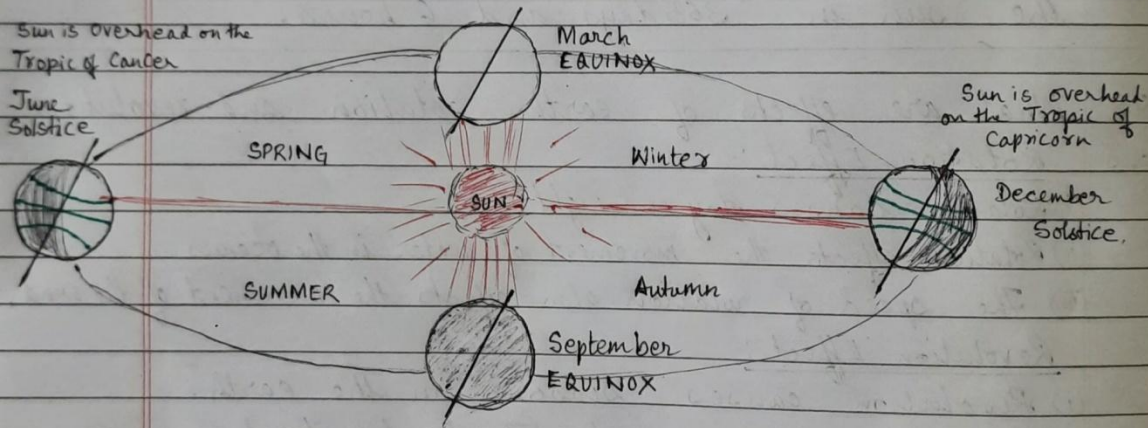 Sun is Overhead on the
Tropic of Cancer
June
Solstice
March
EQUINOX
Sun is overhead
on the Tropic of
Capricorn
SPRING
Winter
SUN
December
Solstice.
SUMMER
Autumn
September
EQUINOX